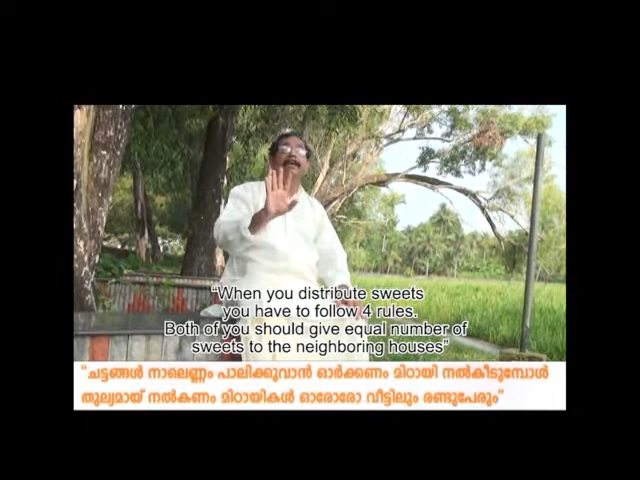 “When you distribute sweets
you have to follow 4 rules.
Both of you should give equal number of
sweets to the neighboring houses”
“ചട്ടങ്ങൾ നാലെണ്ണം പാലിക്കുവാൻ ഓർക്കണം മിഠായി നൽകീടുമ്പോൾ
തുല്യമായ് നൽകണം മിഠായികൾ ഓരോരോ വീട്ടിലും രണ്ടുപേരും”